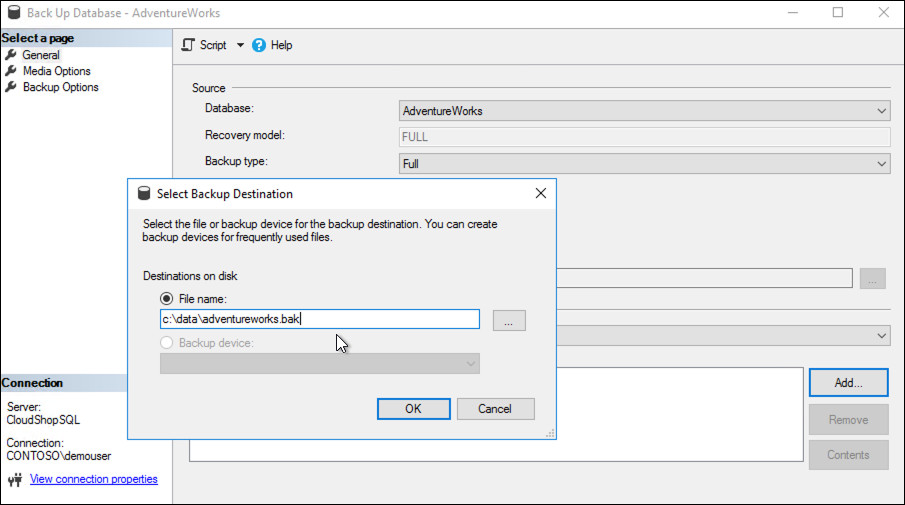 Back Up Database - AdventureWorks
Select a page
General
Media Options
Backup Options
Script
Help
Source
Database:
AdventureWorks
Recovery model:
FULL
Backup type:
Full
Select Backup Destination
Select the file or backup device for the backup destination. You can create
backup devices for frequently used files.
Destinations on disk
File name:
c:\data\adventureworks.bak
...
Backup device:
OK
Cancel
...
Add...
Remove
Contents
Connection
Server:
CloudShopSQL
Connection:
CONTOSO\demouser
View connection properties